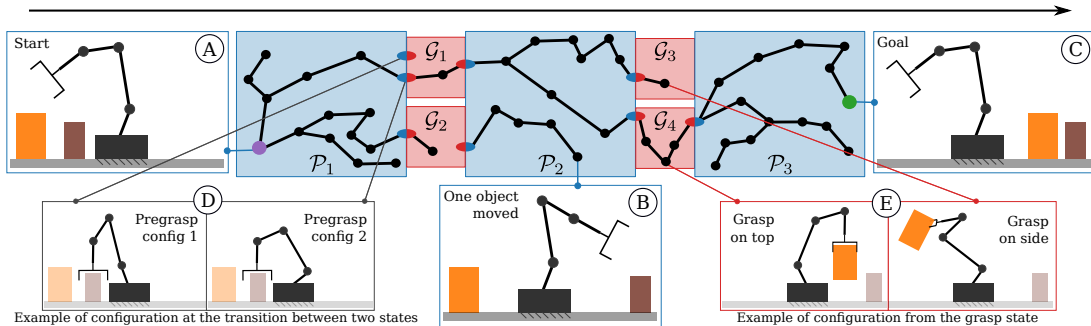 Start
A
𝒢1
𝒢3
Goal
C
𝒢2
𝒢4
𝒫1
𝒫2
𝒫3
D
Pregrasp
config 1
Pregrasp
config 2
One object
moved
B
Grasp
on top
E
Grasp
on side
Example of configuration at the transition between two states
Example of configuration from the grasp state